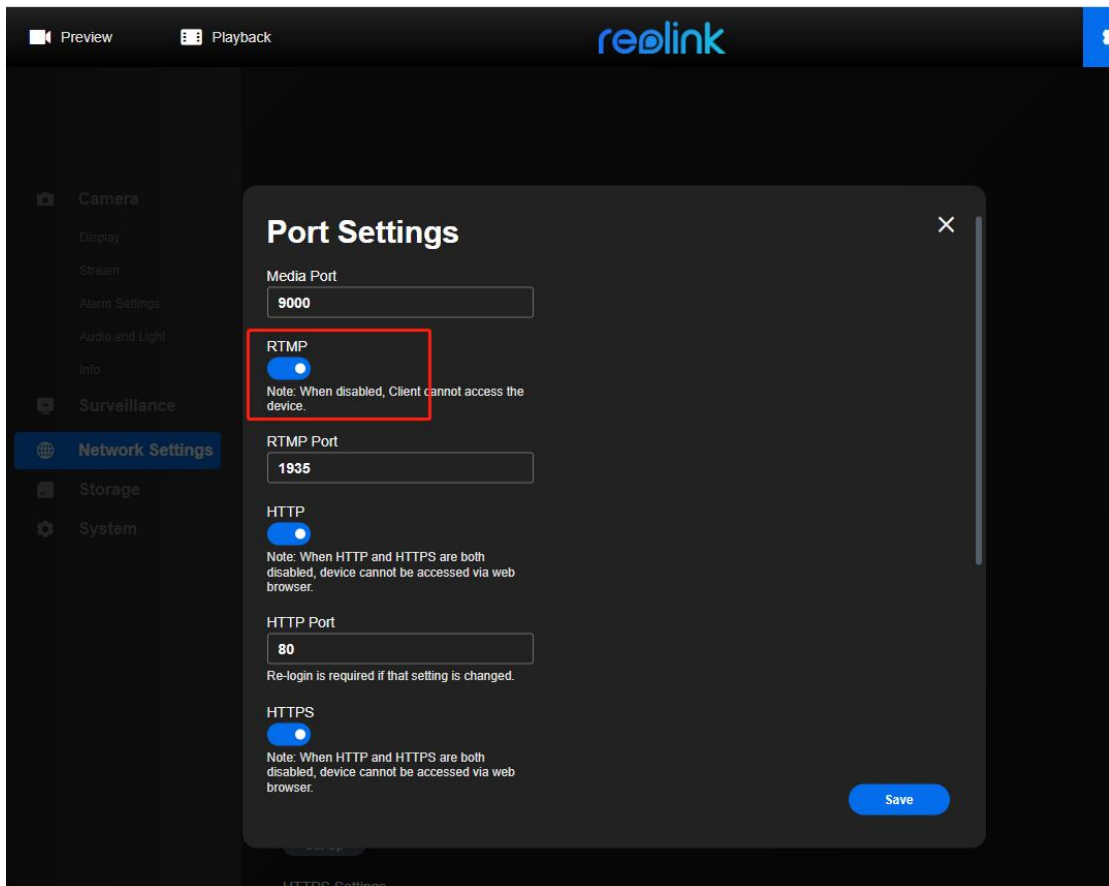 Preview
Playback
reolink
Camera
Display
Stream
Alarm Settings
Audio and Light
Info
Surveillance
Network Settings
Storage
System
Port Settings
Media Port
9000
RTMP
Note: When disabled, Client cannot access the
device.
RTMP Port
1935
HTTP
Note: When HTTP and HTTPS are both
disabled, device cannot be accessed via web
browser.
HTTP Port
80
Re-login is required if that setting is changed.
HTTPS
Note: When HTTP and HTTPS are both
disabled, device cannot be accessed via web
browser.
Save
HTTPS Settings